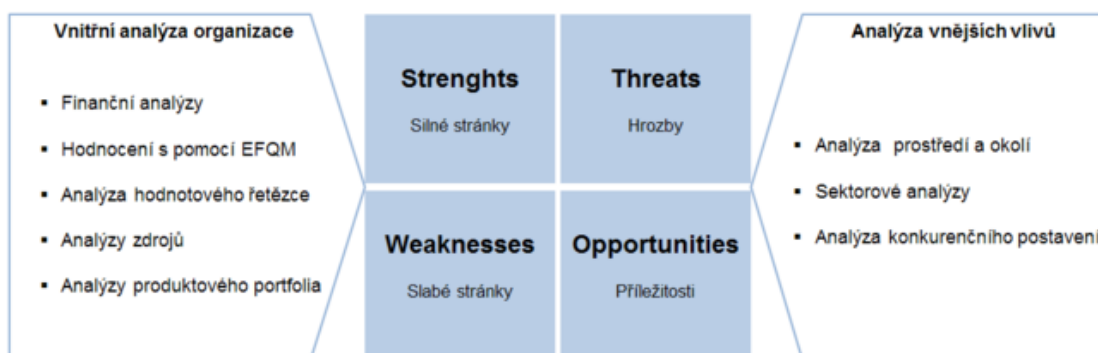 Vnitřní analýza organizace
▪ Finanční analýzy
▪ Hodnocení s pomocí EFQM
▪ Analýza hodnotového řetězce
▪ Analýzy zdrojů
▪ Analýzy produktového portfolia
Strenghts
Silné stránky
Threats
Hrozby
Weaknesses
Slabé stránky
Opportunities
Příležitosti
Analýza vnějších vlivů
▪ Analýza prostředí a okolí
▪ Sektorové analýzy
▪ Analýza konkurenčního postavení